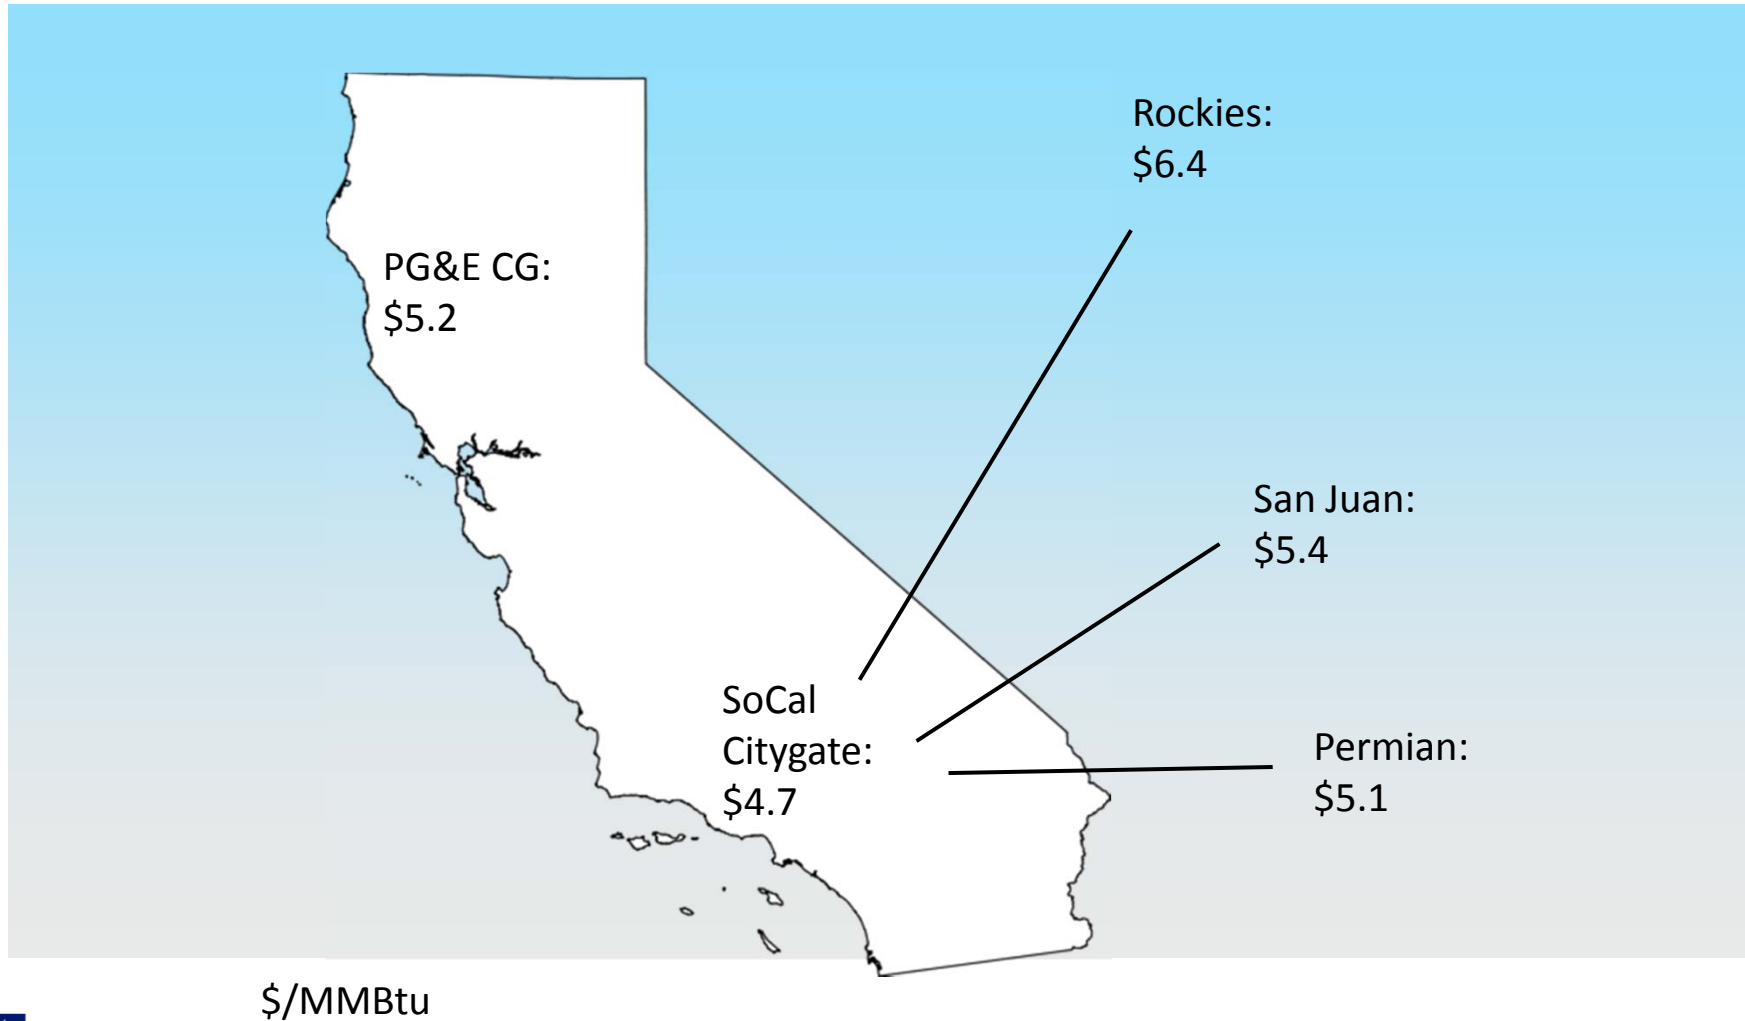 Rockies:
$6.4
PG&E CG:
$5.2
San Juan:
$5.4
SoCal
Citygate:
$4.7
Permian:
$5.1
$/MMBtu